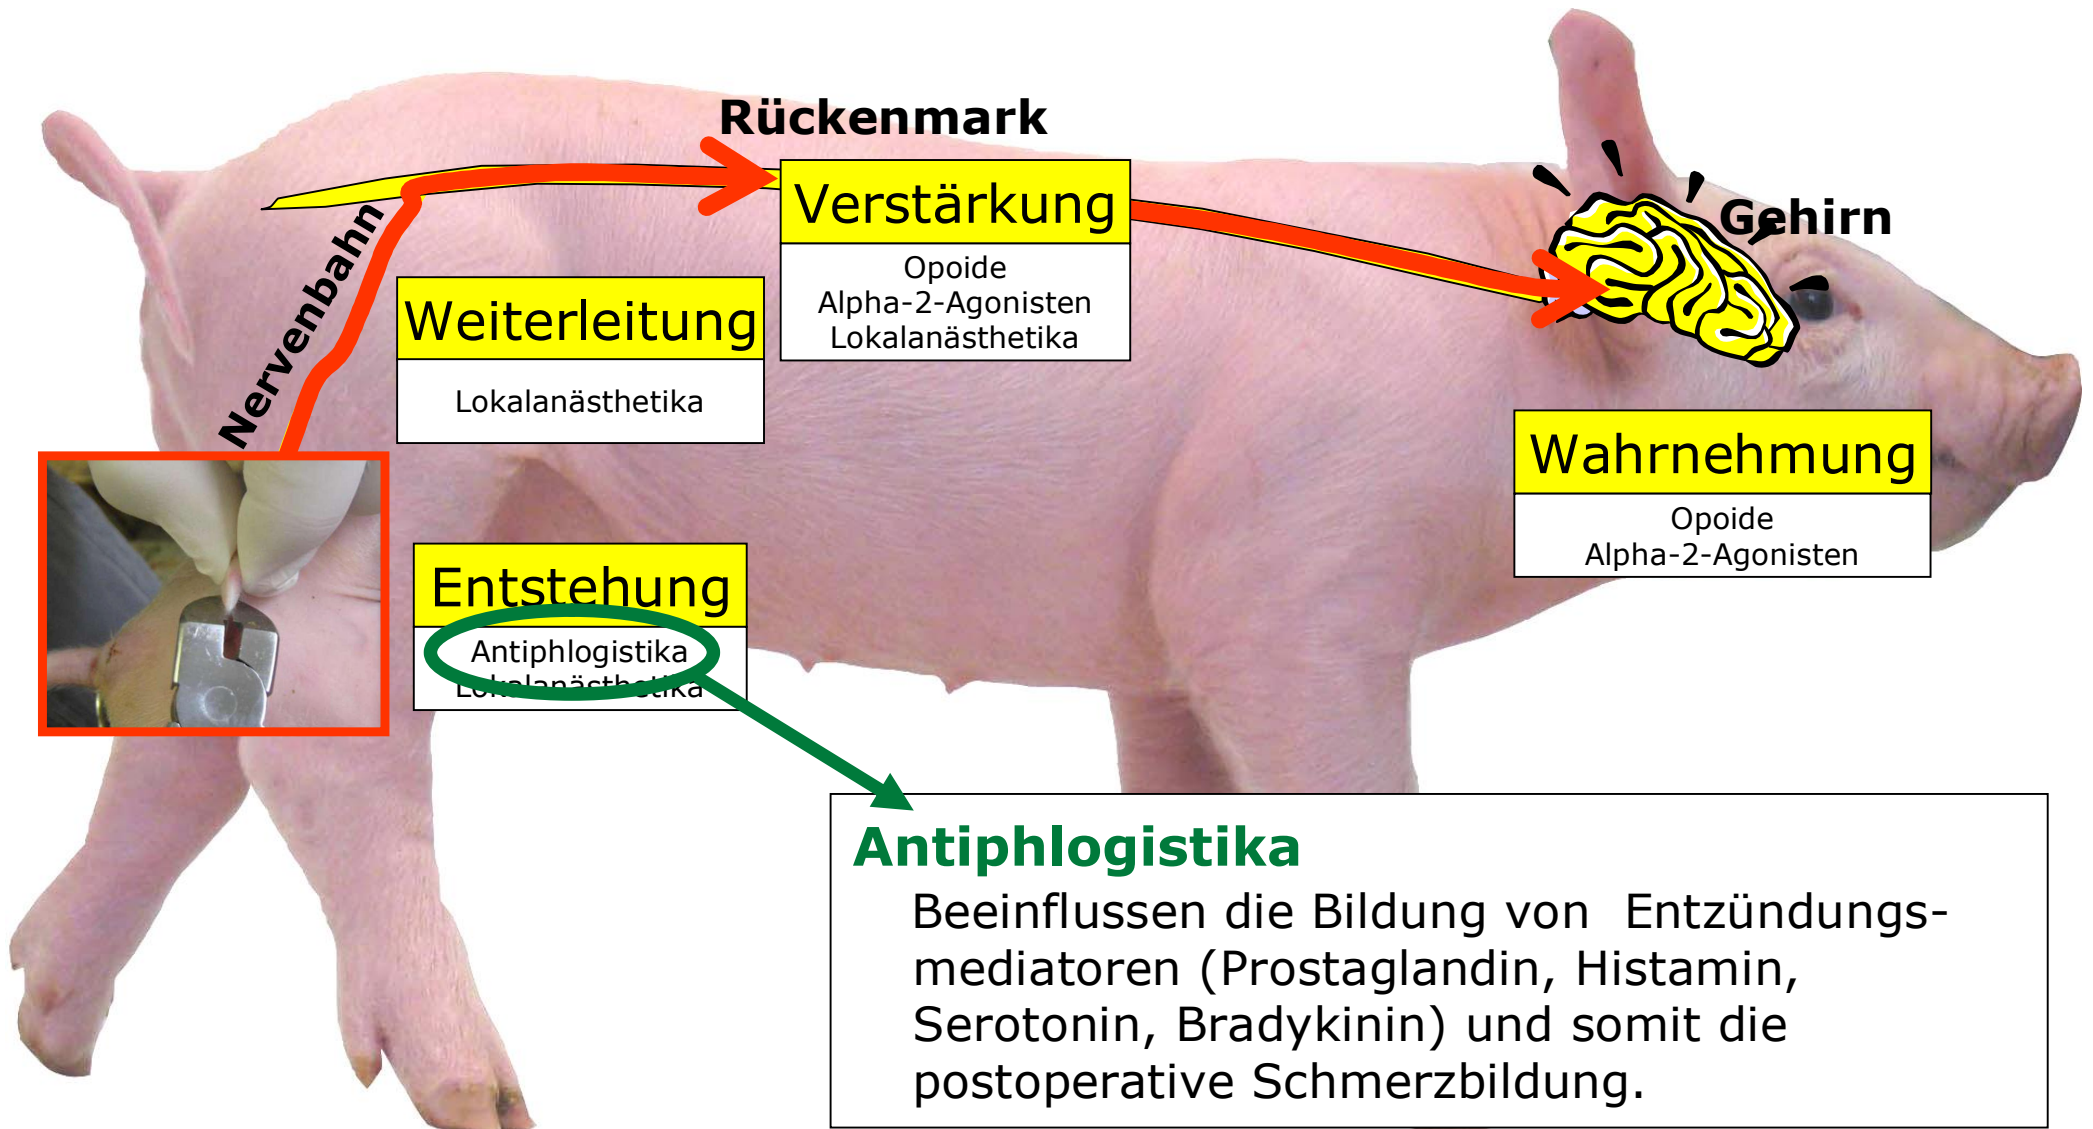 Rückenmark
Verstärkung
Opoide
Alpha-2-Agonisten
Lokalanästhetika
Gehirn
Nervenbahn
Weiterleitung
Lokalanästhetika
Wahrnehmung
Opoide
Alpha-2-Agonisten
Entstehung
Antiphlogistika
Lokalanästhetika
Antiphlogistika
Beeinflussen die Bildung von Entzündungs-
mediatoren (Prostaglandin, Histamin,
Serotonin, Bradykinin) und somit die
postoperative Schmerzbildung.